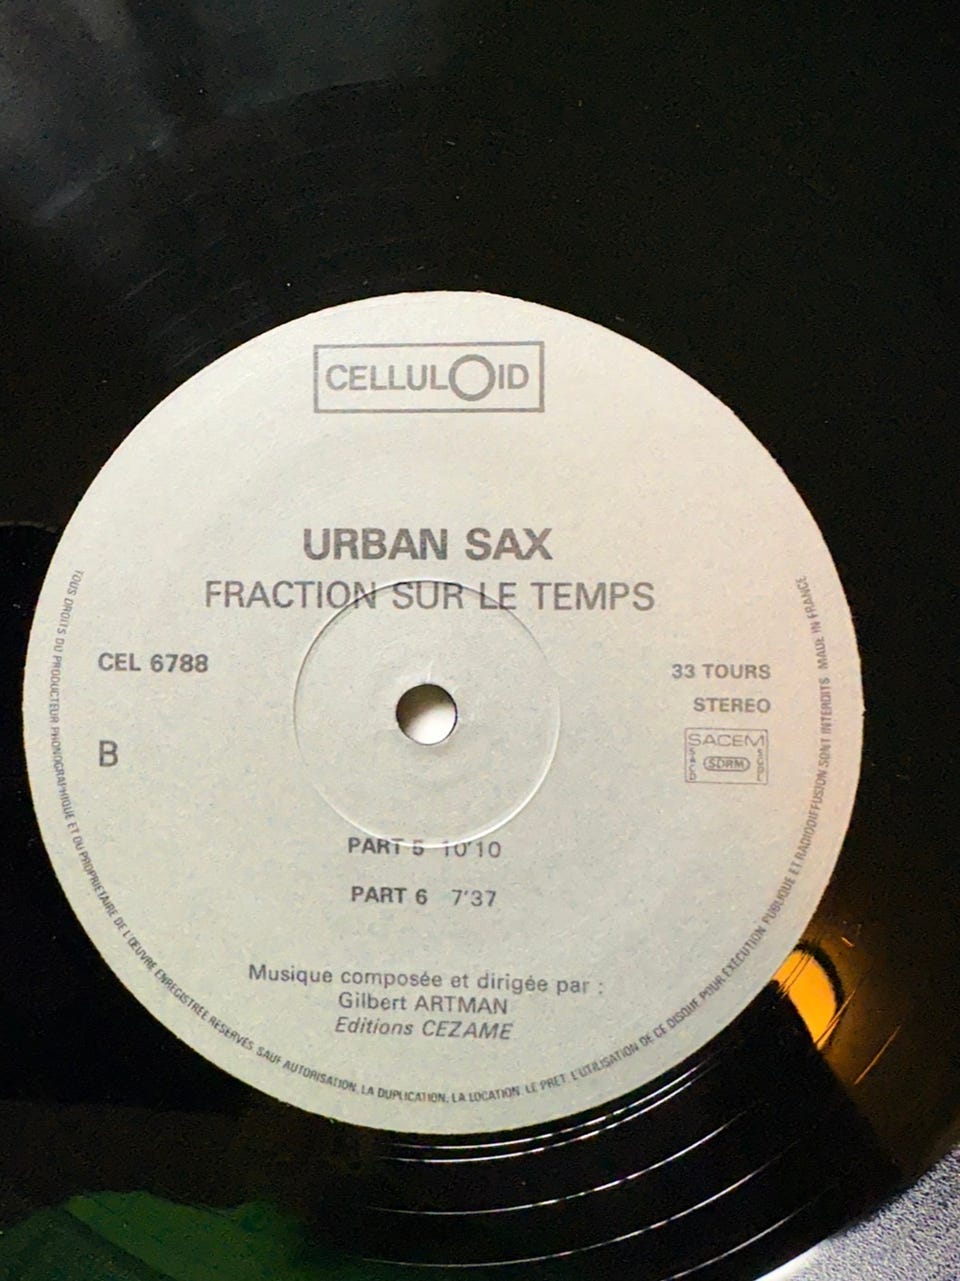 CELLULOID
URBAN SAX
FRACTION SUR LE TEMPS
CEL 6788
33 TOURS
STEREO
B
SACEM
SACD
SDRM
SGDL
PART 5 10'10
PART 6 7'37
Musique composée et dirigée par :
Gilbert ARTMAN
Editions CEZAME
TOUS DROITS DU PRODUCTEUR PHONOGRAPHIQUE ET DU PROPRIETAIRE DE L'ŒUVRE ENREGISTREE RESERVES SAUF AUTORISATION, LA DUPLICATION, LA LOCATION, LE PRET, L'UTILISATION DE CE DISQUE POUR EXECUTION PUBLIQUE ET RADIODIFFUSION SONT INTERDITS MADE IN FRANCE